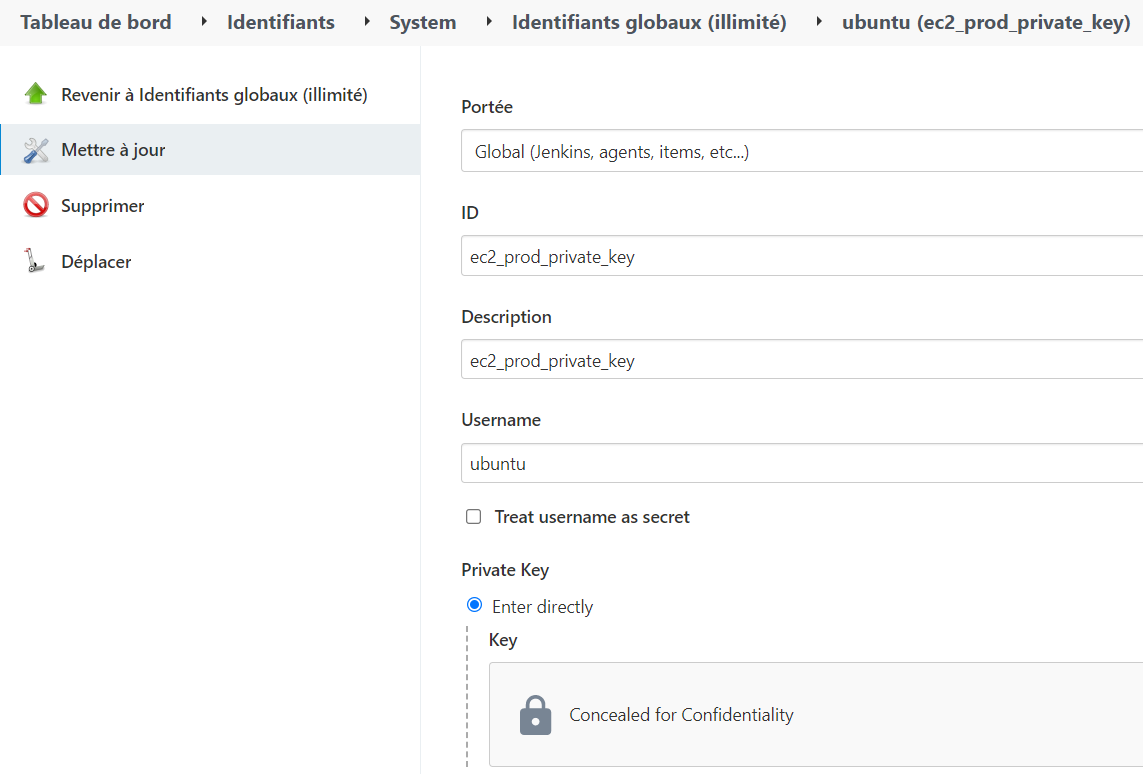 Tableau de bord Identifiants System Identifiants globaux (illimité) ubuntu (ec2_prod_private_key)
Revenir à Identifiants globaux (illimité)
Mettre à jour
Supprimer
Déplacer
Portée
Global (Jenkins, agents, items, etc...)
ID
ec2_prod_private_key
Description
ec2_prod_private_key
Username
ubuntu
Treat username as secret
Private Key
Enter directly
Key
Concealed for Confidentiality